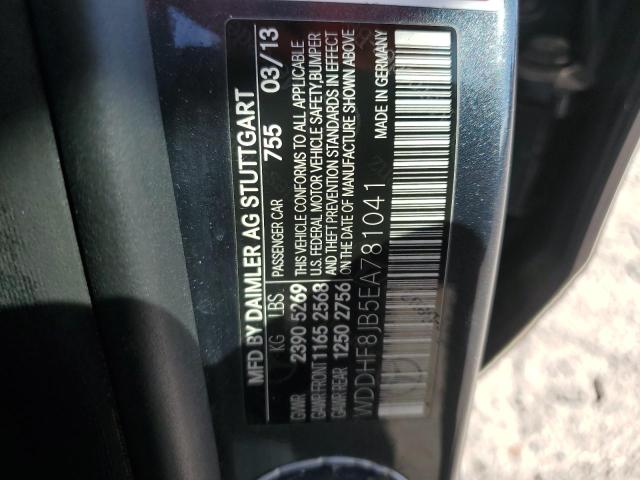 MFD BY DAIMLER AG STUTTGART
PASSENGER CAR 755 03/13
KG LBS. THIS VEHICLE CONFORMS TO ALL APPLICABLE
GVWR 2390 5269 U.S. FEDERAL MOTOR VEHICLE SAFETY, BUMPER
GAWR FRONT 1165 2568 AND THEFT PREVENTION STANDARDS IN EFFECT
GAWR REAR 1250 2756 ON THE DATE OF MANUFACTURE SHOWN ABOVE
WDDHF8JB5EA781041 MADE IN GERMANY